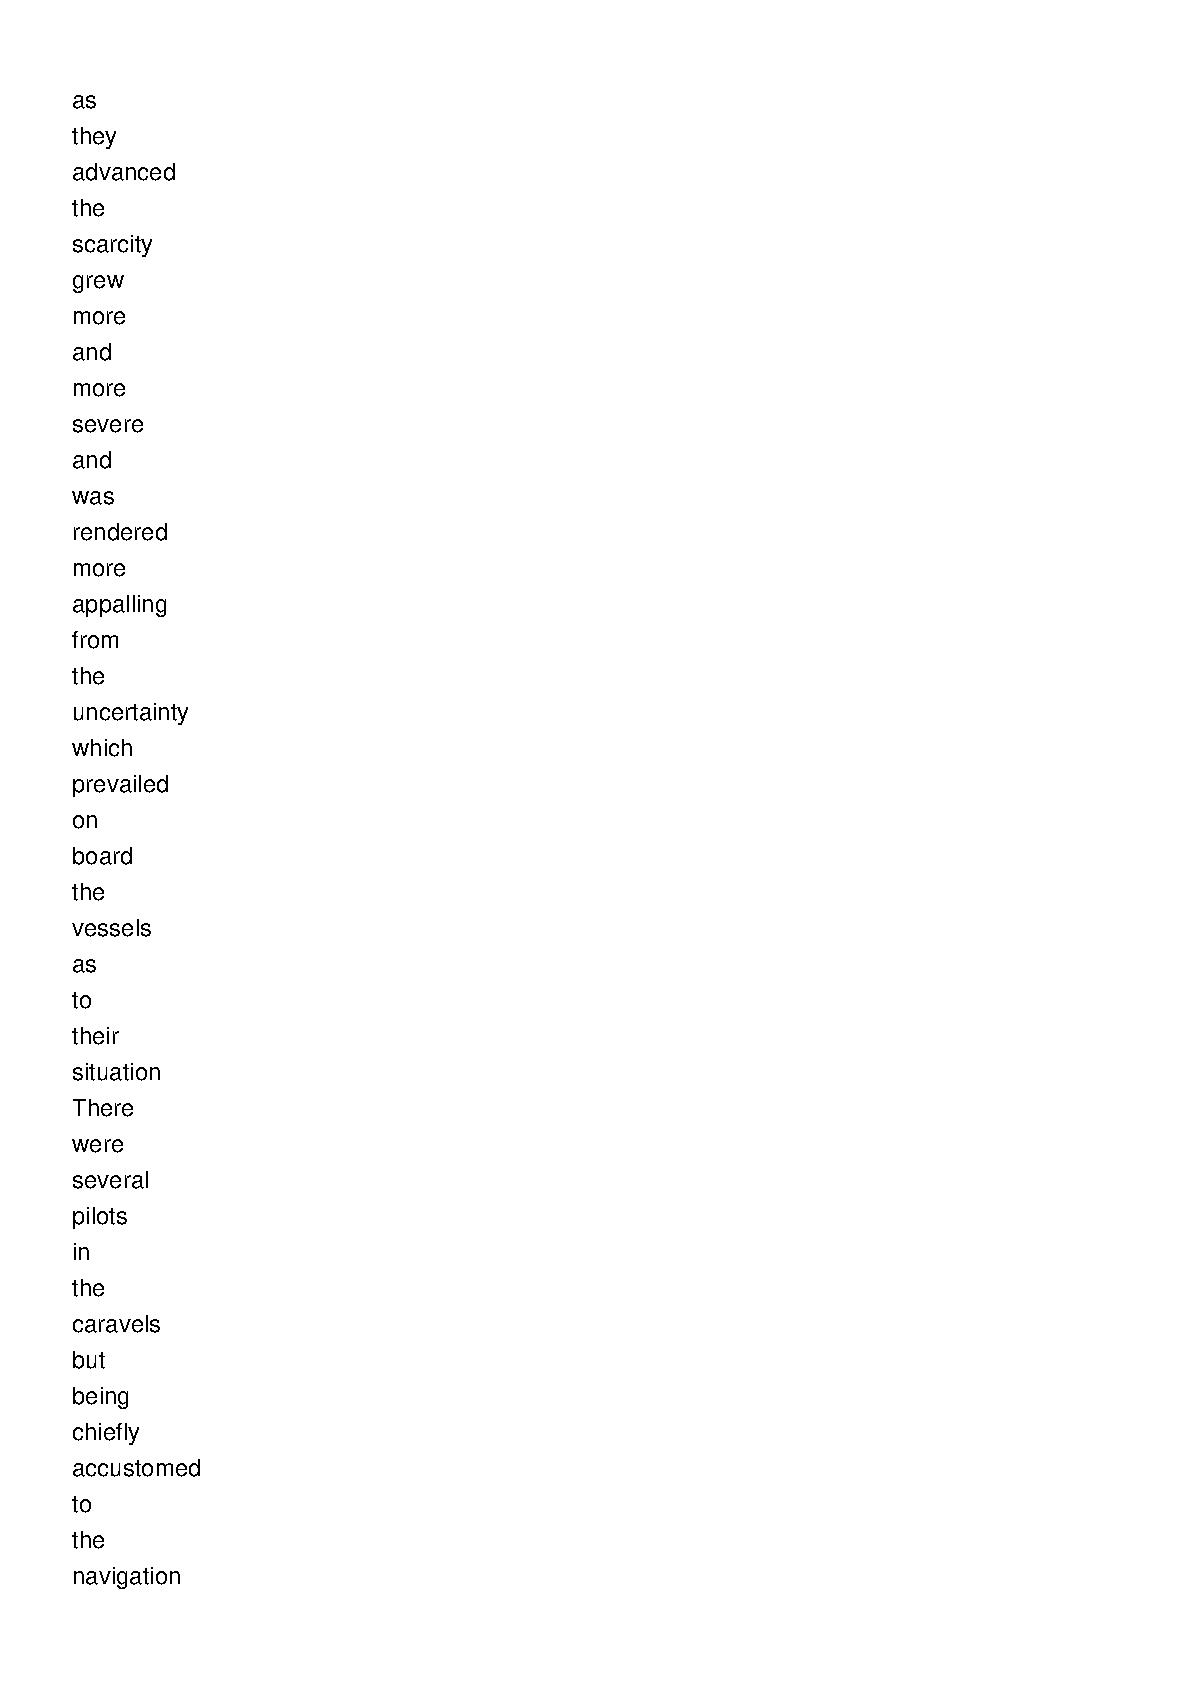 as
they
advanced
the
scarcity
grew
more
and
more
severe
and
was
rendered
more
appalling
from
the
uncertainty
which
prevailed
on
board
the
vessels
as
to
their
situation
There
were
several
pilots
in
the
caravels
but
being
chiefly
accustomed
to
the
navigation